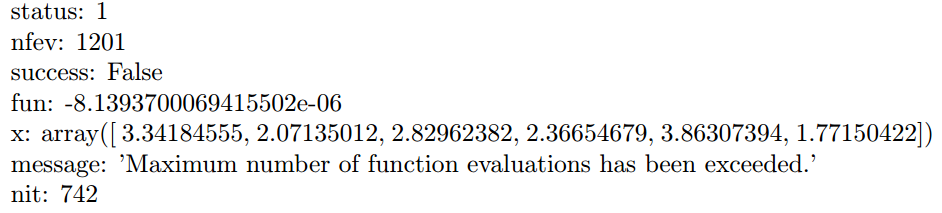 status: 1
nfev: 1201
success: False
fun: -8.1393700069415502e-06
x: array([ 3.34184555, 2.07135012, 2.82962382, 2.36654679, 3.86307394, 1.77150422])
message: ’Maximum number of function evaluations has been exceeded.’
nit: 742